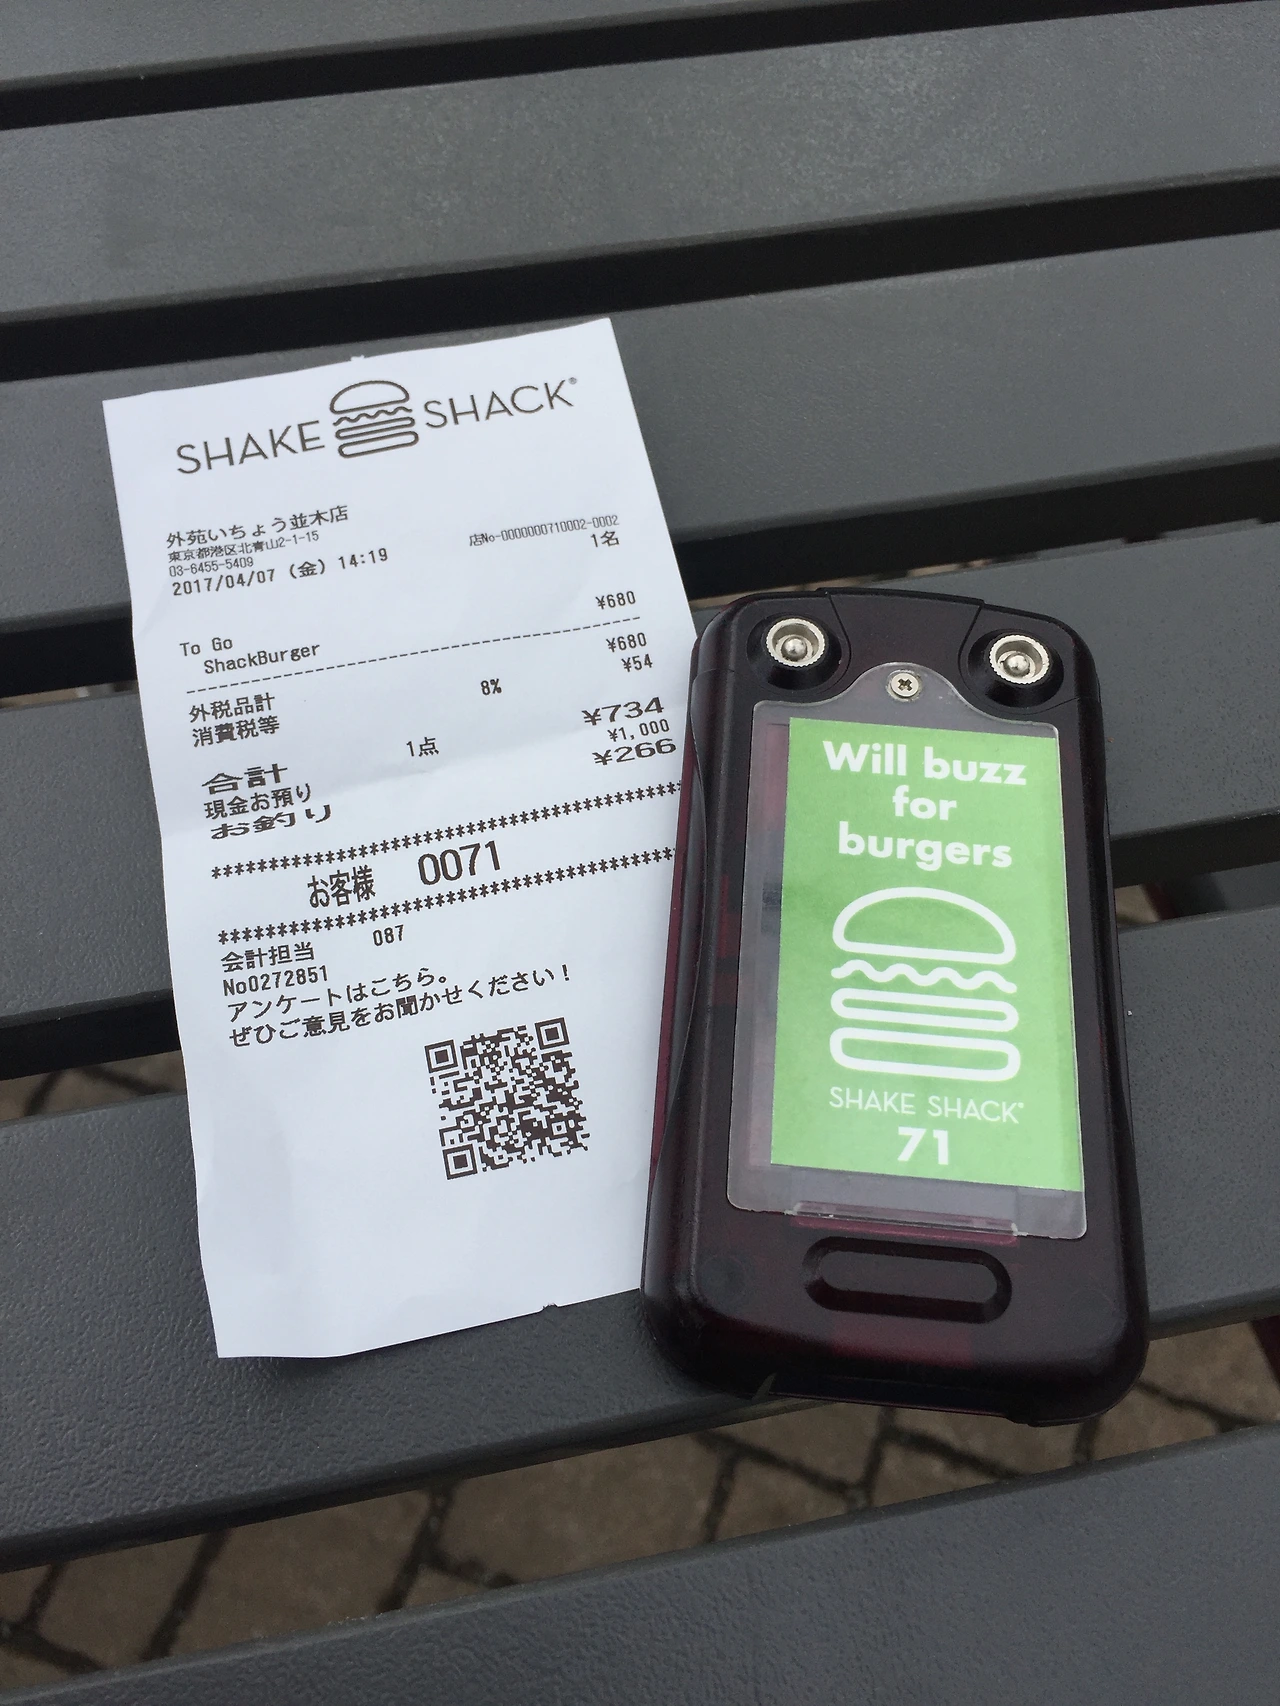 SHAKE SHACK®
外苑いちょう並木店
東京都港区北青山2-1-15
03-6455-5409 店No-0000000710002-0002
2017/04/07 (金) 14:19 1名
To Go ¥680
ShackBurger
外税品計 ¥680
消費税等 8% ¥54
合計 1点 ¥734
現金お預り ¥1,000
お釣り ¥266
お客様 0071
会計担当 087
No0272851
アンケートはこちら。
ぜひご意見をお聞かせください！
Will buzz
for
burgers
SHAKE SHACK®
71